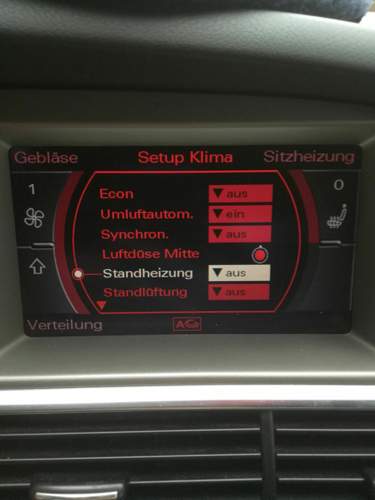 Gebläse Setup Klima Sitzheizung
1 Econ aus 0
Umluftautom. ein
Synchron. aus
Luftdüse Mitte
Standheizung aus
Standlüftung aus
Verteilung A